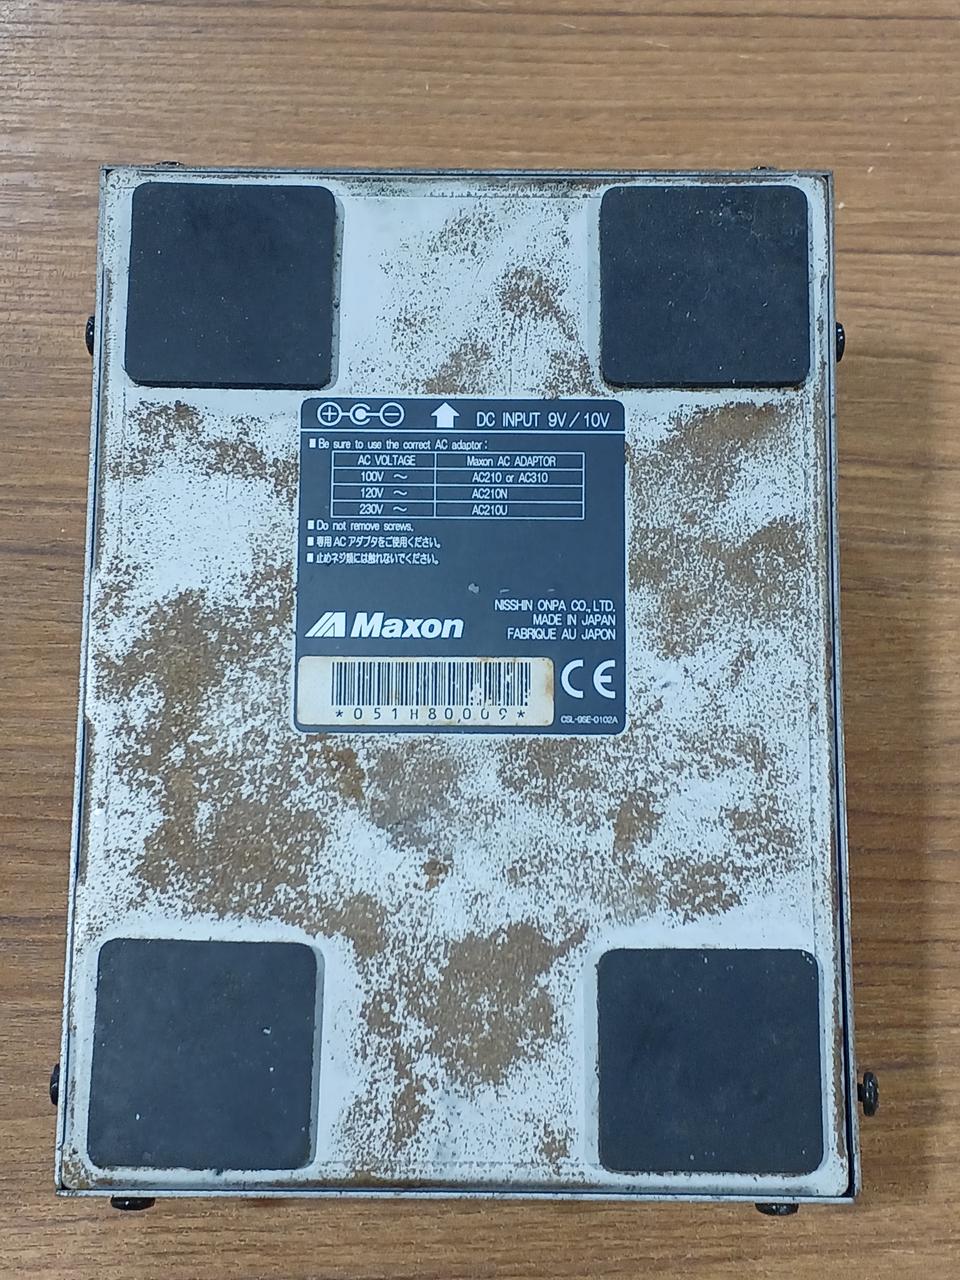 DC INPUT 9V / 10V
■ Be sure to use the correct AC adaptor:
AC VOLTAGE Maxon AC ADAPTOR
100V ～ AC210 or AC310
120V ～ AC210N
230V ～ AC210U
■ Do not remove screws.
■ 専用ACアダプタをご使用ください。
■ 止めネジ類には触れないでください。
NISSHIN ONPA CO., LTD.
MADE IN JAPAN
FABRIQUE AU JAPON
Maxon
CE
*051H80009*
CSL-9SE-0102A